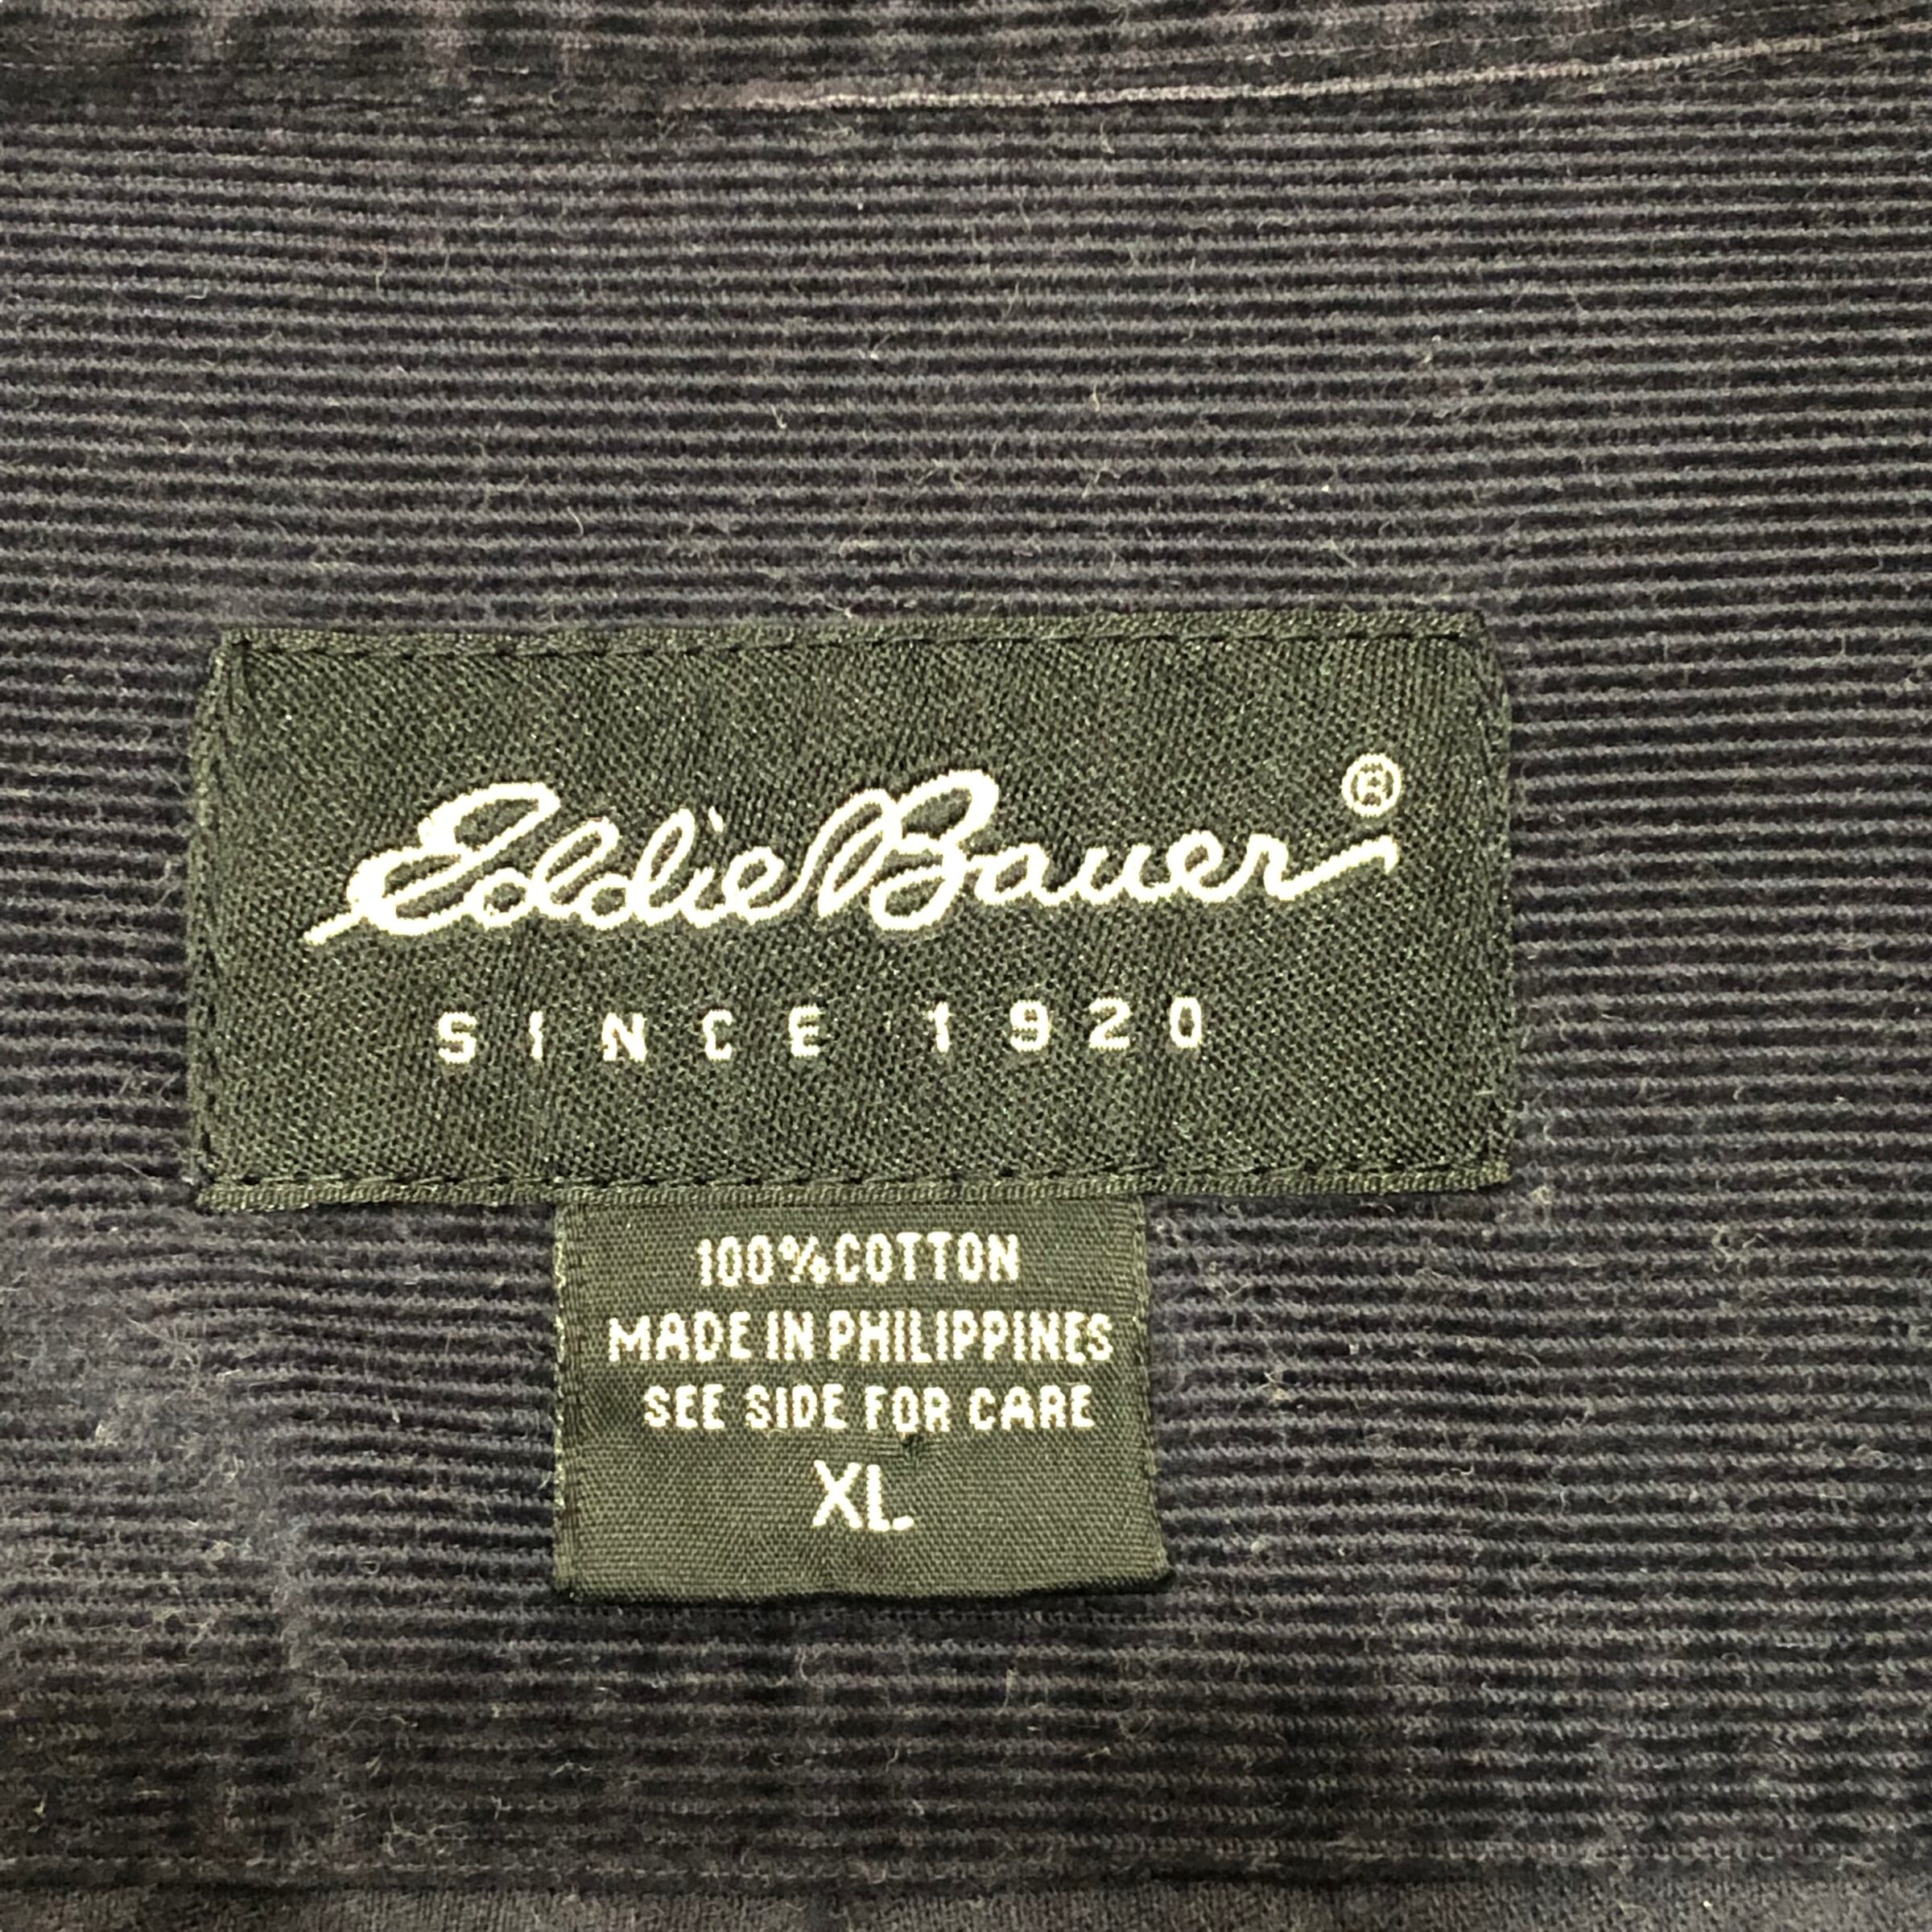 Eddie Bauer®
SINCE 1920
100% COTTON
MADE IN PHILIPPINES
SEE SIDE FOR CARE
XL